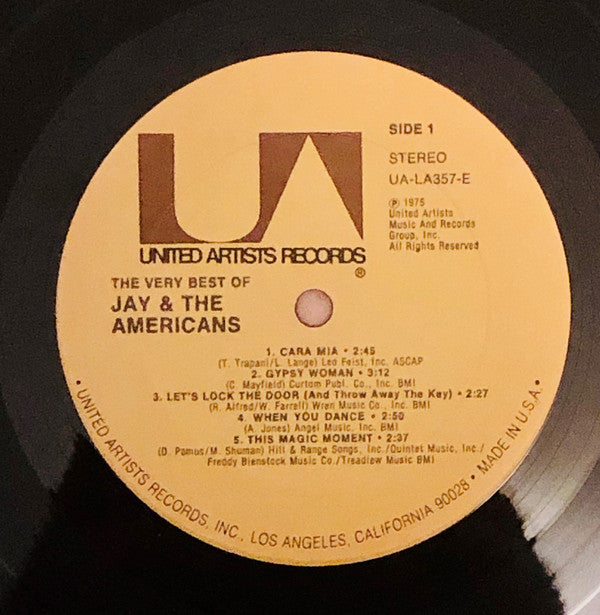 UA
UNITED ARTISTS RECORDS
®
SIDE 1
STEREO
UA-LA357-E
℗ 1975
United Artists
Music And Records
Group, Inc.
All Rights Reserved
THE VERY BEST OF
JAY & THE
AMERICANS
1. CARA MIA • 2:45
(T. Trapani/L. Lange) Leo Feist, Inc. ASCAP
2. GYPSY WOMAN • 3:12
(C. Mayfield) Curtom Publ. Co., Inc. BMI
3. LET'S LOCK THE DOOR (And Throw Away The Key) • 2:27
(R. Alfred/W. Farrell) Wren Music Co., Inc. BMI
4. WHEN YOU DANCE • 2:50
(A. Jones) Angel Music, Inc. BMI
5. THIS MAGIC MOMENT • 2:37
(D. Pomus/M. Shuman) Hill & Range Songs, Inc./Quintet Music, Inc./
Freddy Bienstock Music Co./Treadlew Music BMI
• UNITED ARTISTS RECORDS, INC., LOS ANGELES, CALIFORNIA 90028 • MADE IN U.S.A. •